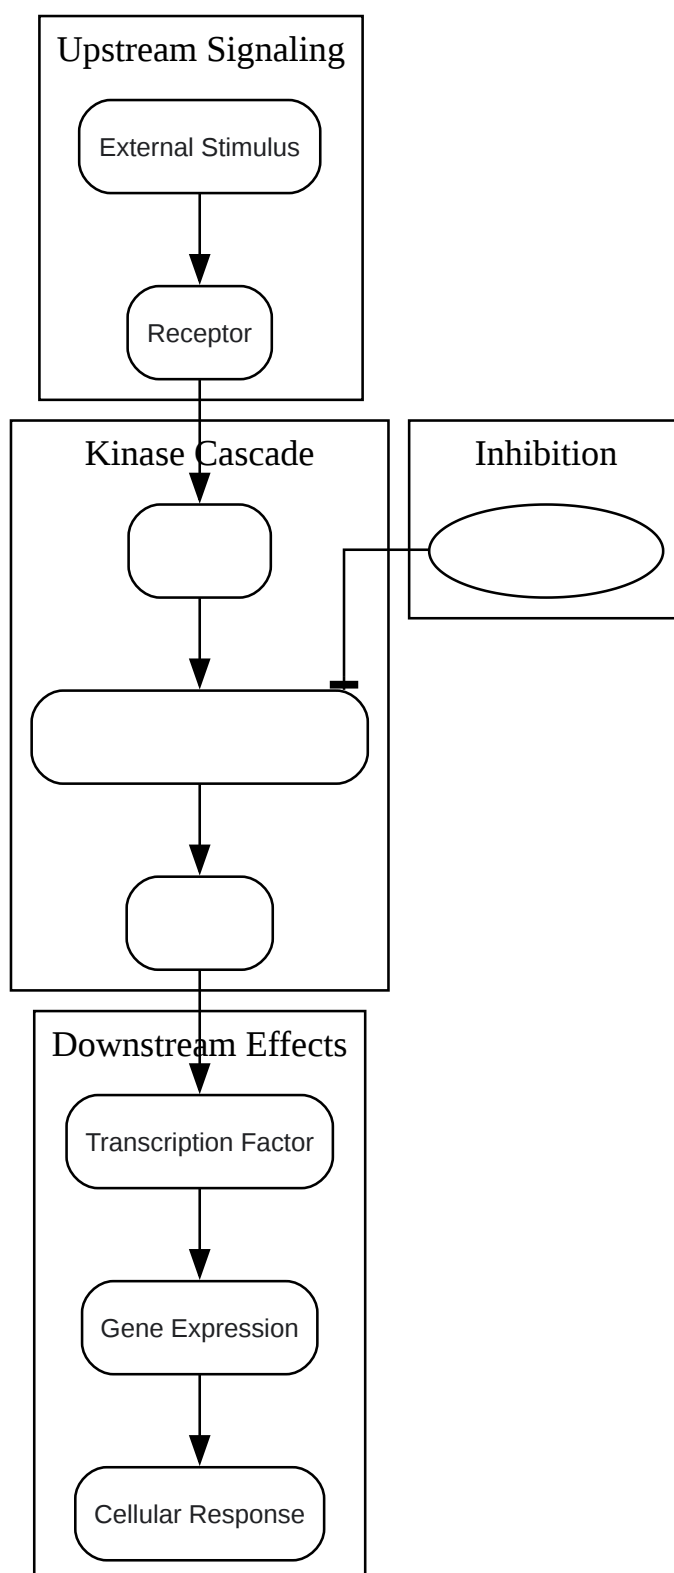 Upstream Signaling
External Stimulus
Receptor
Kinase Cascade
Inhibition
Downstream Effects
Transcription Factor
Gene Expression
Cellular Response